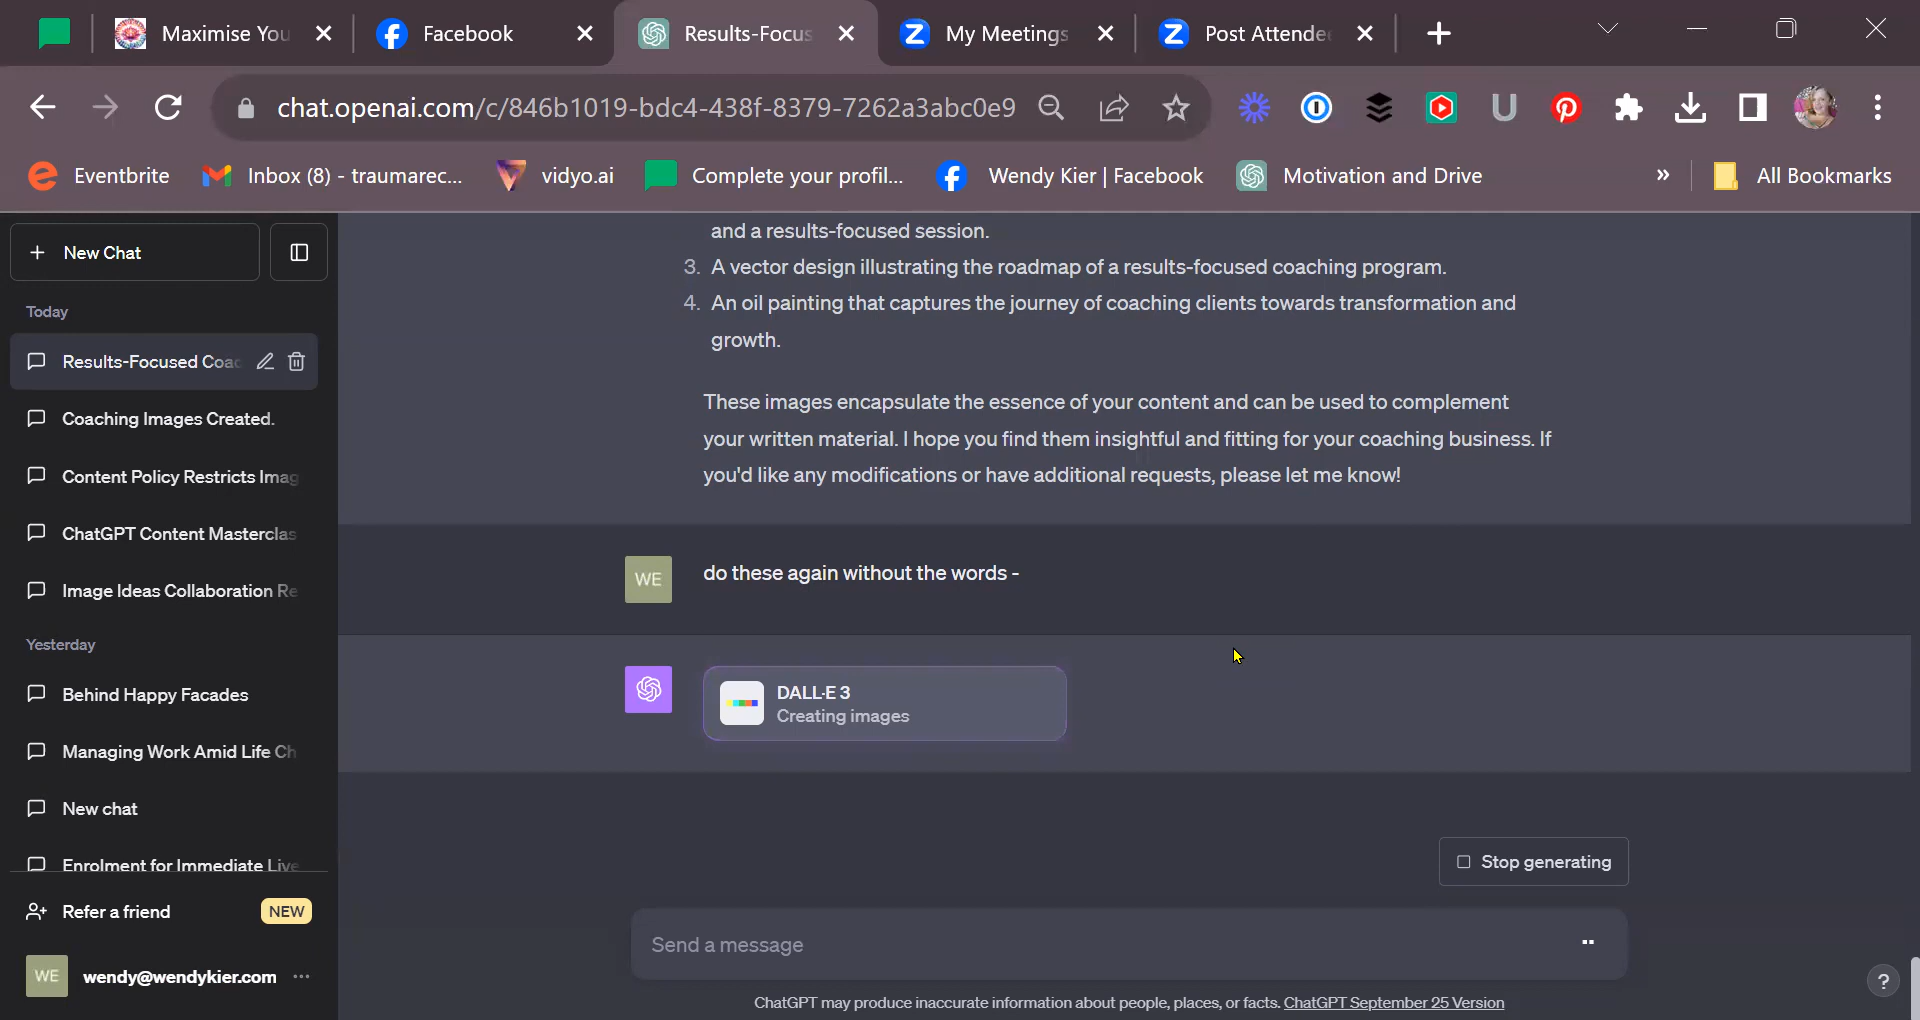 Maximise You
Facebook
Results-Focus
My Meetings
Post Attende
chat.openai.com/c/846b1019-bdc4-438f-8379-7262a3abc0e9
Eventbrite
Inbox (8) - traumarec...
vidyo.ai
Complete your profil...
Wendy Kier | Facebook
Motivation and Drive
»
All Bookmarks
+ New Chat
Today
Results-Focused Coac
Coaching Images Created.
Content Policy Restricts Imag
ChatGPT Content Masterclas
Image Ideas Collaboration Re
Yesterday
Behind Happy Facades
Managing Work Amid Life Ch
New chat
Enrolment for Immediate Live
Refer a friend
NEW
WE
wendy@wendykier.com
and a results-focused session.
3. A vector design illustrating the roadmap of a results-focused coaching program.
4. An oil painting that captures the journey of coaching clients towards transformation and
growth.
These images encapsulate the essence of your content and can be used to complement
your written material. I hope you find them insightful and fitting for your coaching business. If
you'd like any modifications or have additional requests, please let me know!
WE
do these again without the words -
DALL·E 3
Creating images
Stop generating
Send a message
ChatGPT may produce inaccurate information about people, places, or facts. ChatGPT September 25 Version
?